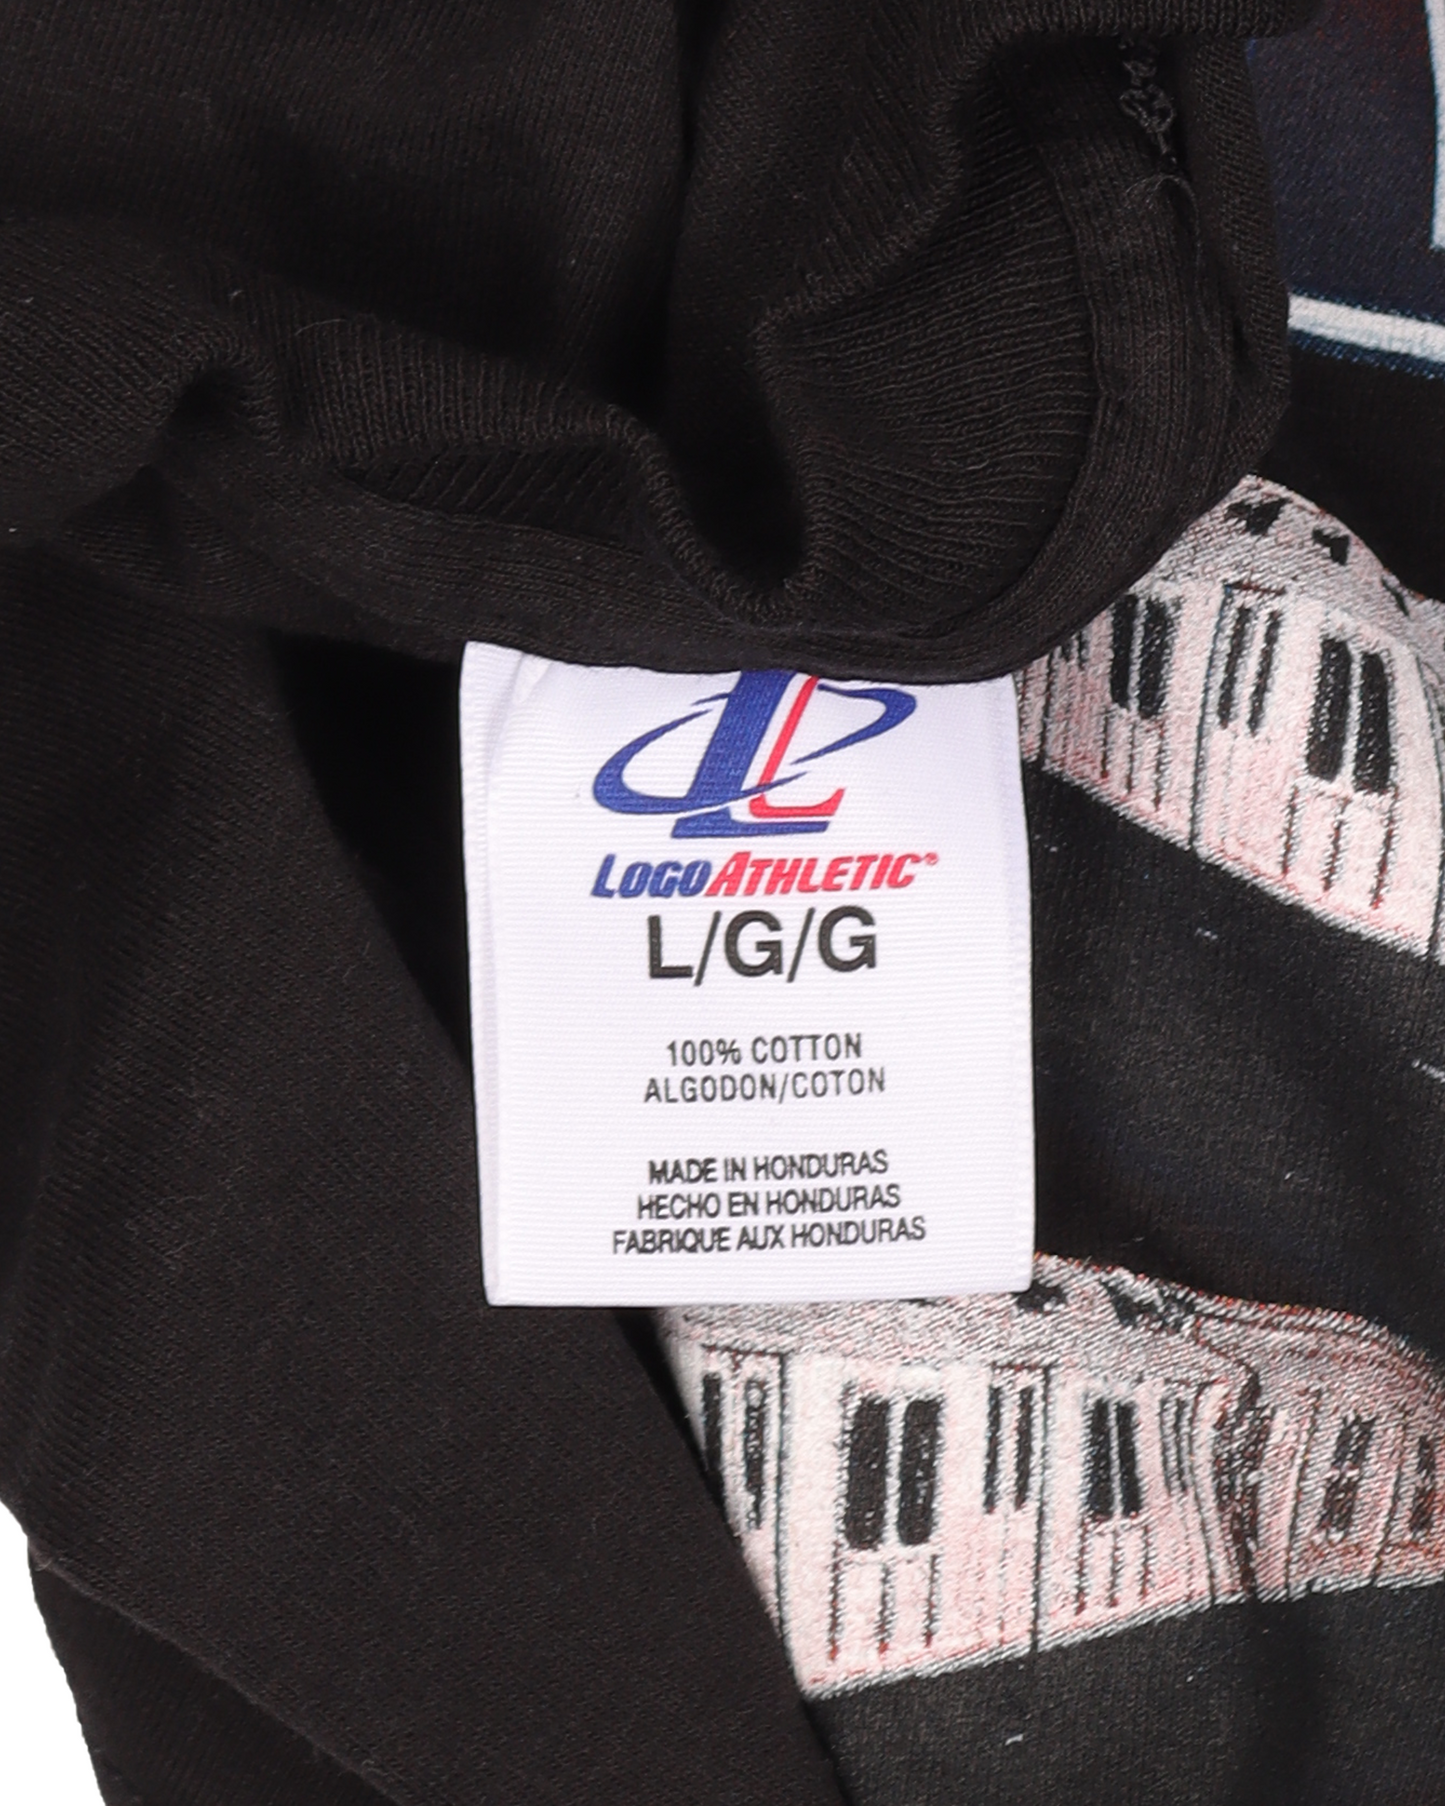 LOGOATHLETIC®
L/G/G
100% COTTON
ALGODON/COTON
MADE IN HONDURAS
HECHO EN HONDURAS
FABRIQUE AUX HONDURAS